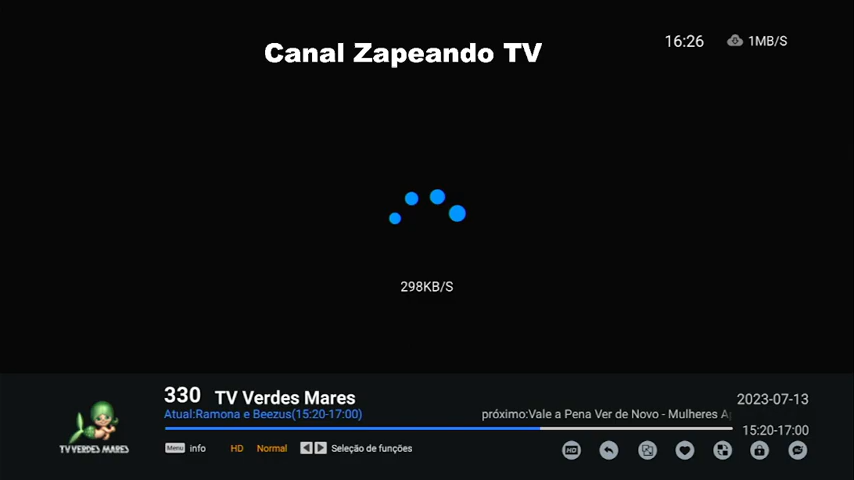 Canal Zapeando TV
16:26
1MB/S
298KB/S
330 TV Verdes Mares
2023-07-13
Atual:Ramona e Beezus(15:20-17:00)
próximo:Vale a Pena Ver de Novo - Mulheres A
15:20-17:00
TV VERDES MARES
Menu info HD Normal Seleção de funções
HD